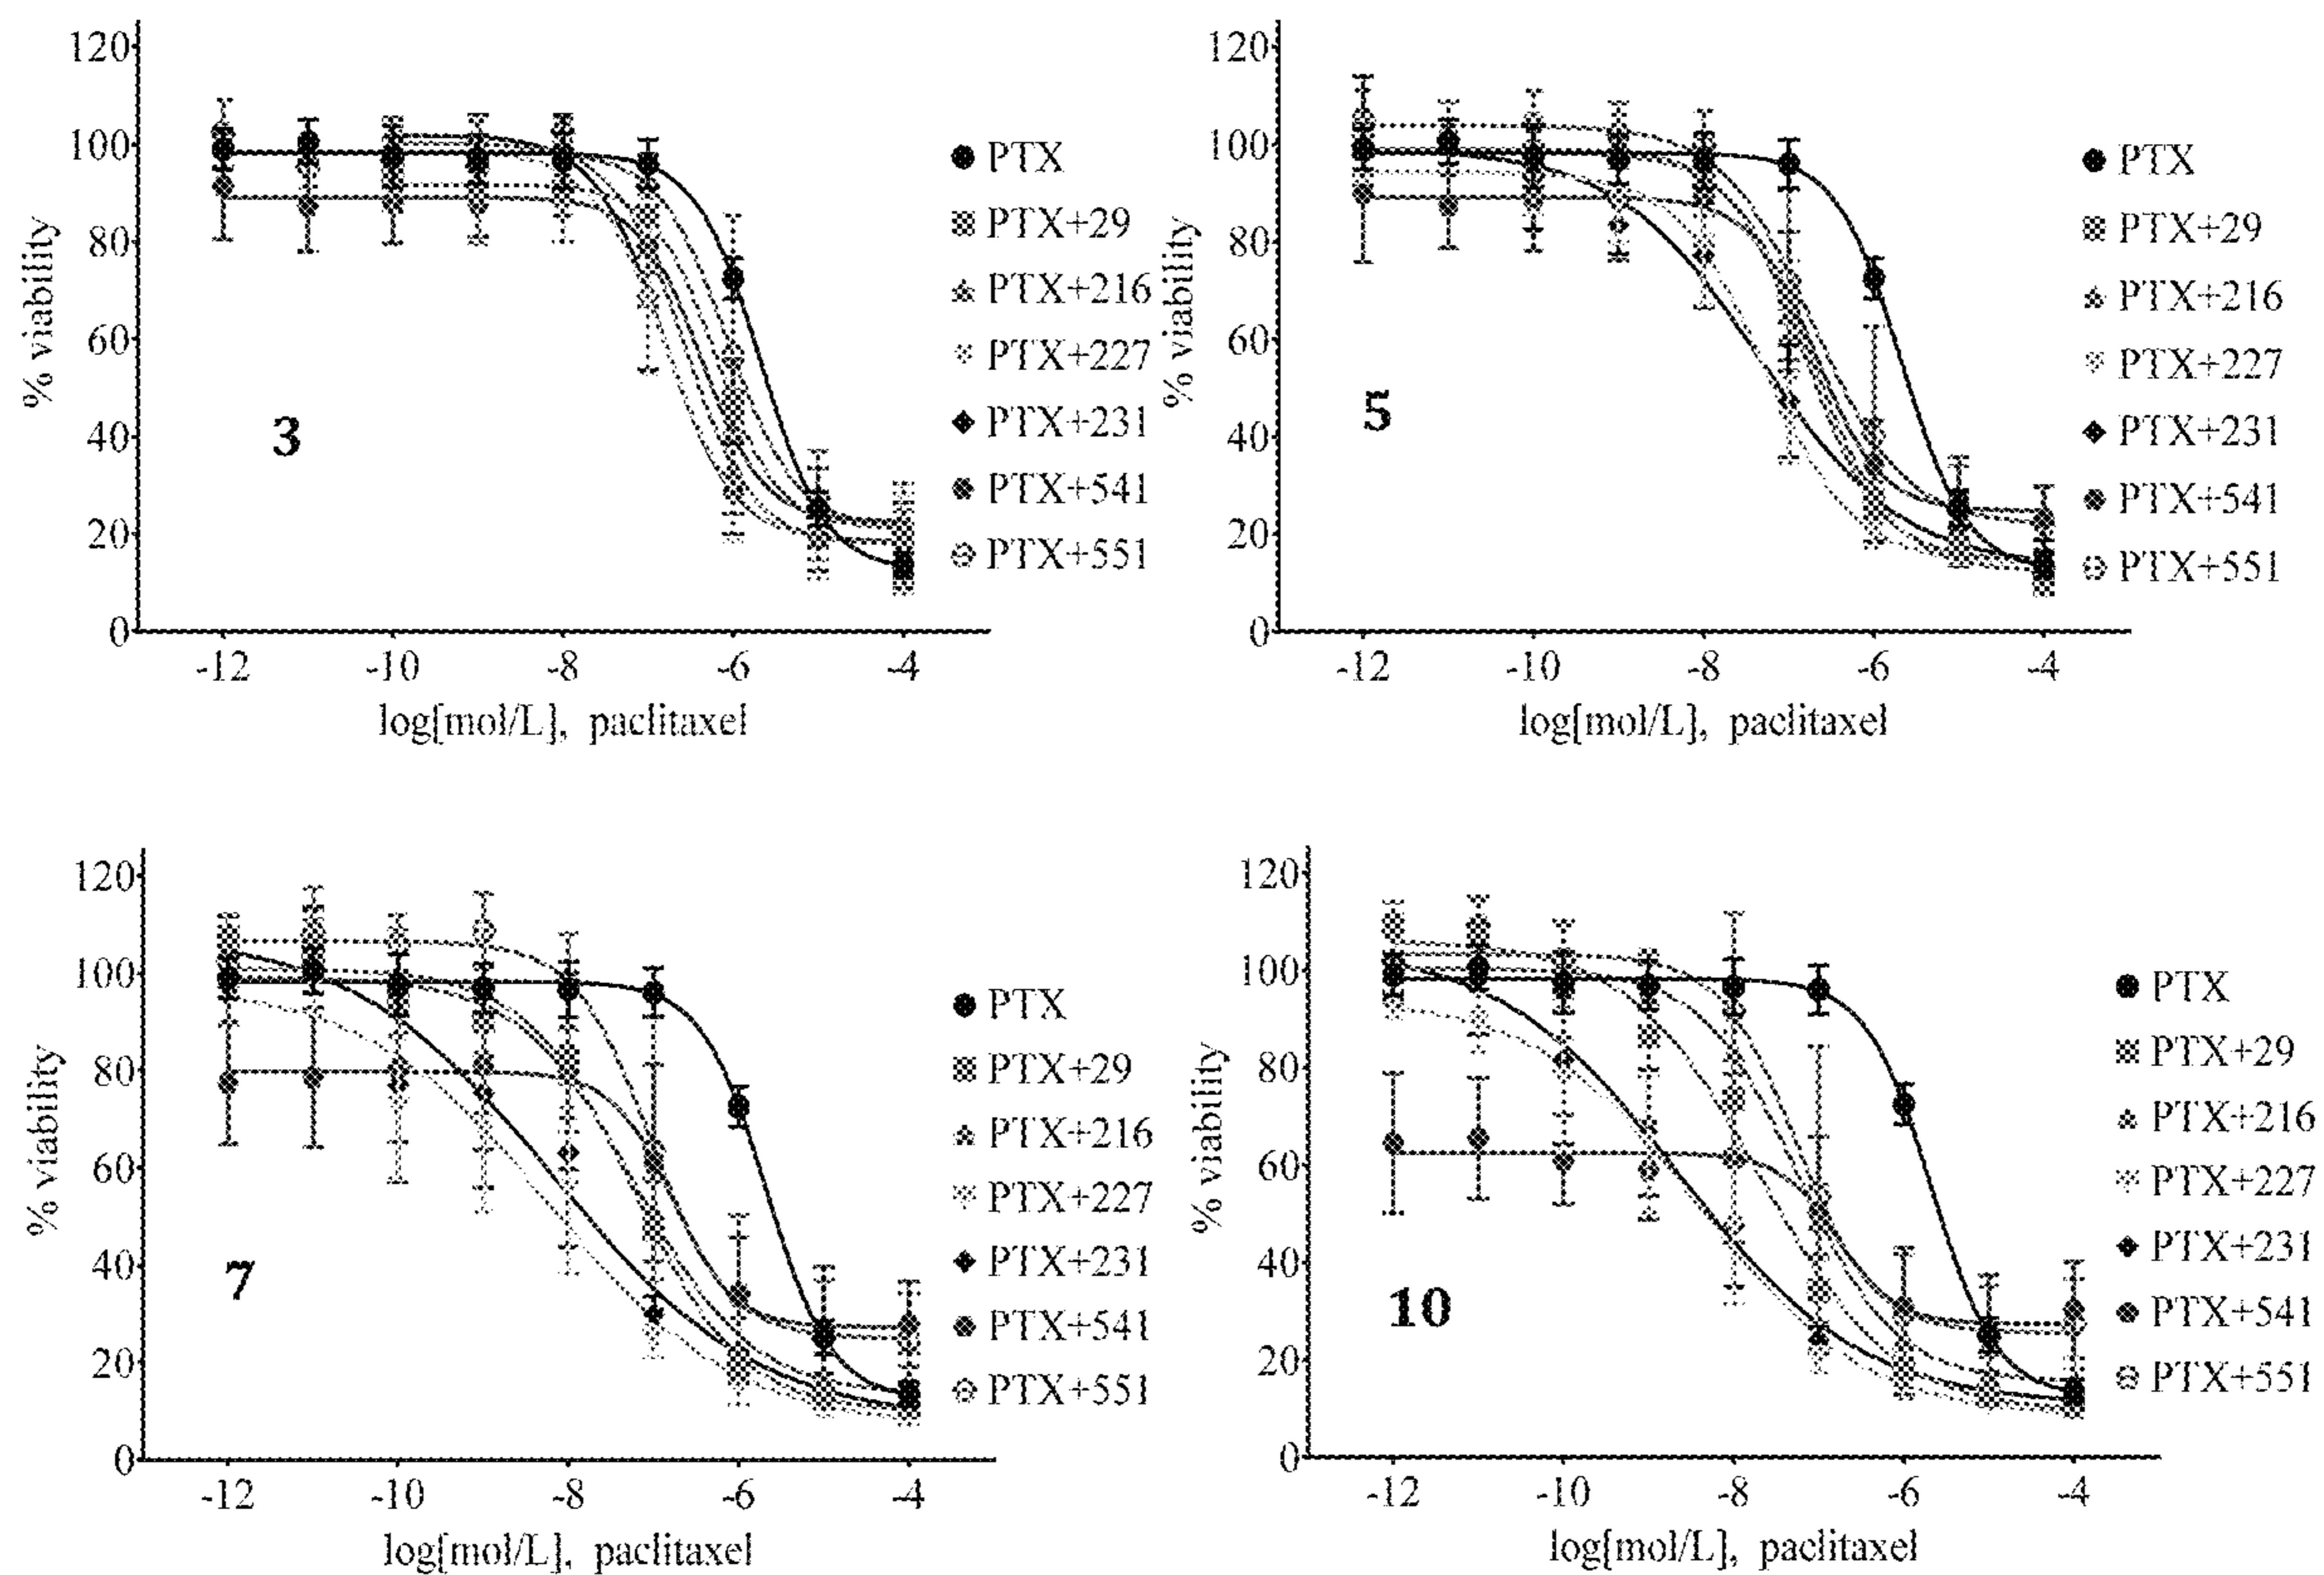 120
100
80
60
40
20
0
% viability
3
-12 -10 -8 -6 -4
log[mol/L], paclitaxel
PTX
PTX+29
PTX+216
PTX+227
PTX+231
PTX+541
PTX+551
120
100
80
60
40
20
0
% viability
5
-12 -10 -8 -6 -4
log[mol/L], paclitaxel
PTX
PTX+29
PTX+216
PTX+227
PTX+231
PTX+541
PTX+551
120
100
80
60
40
20
0
% viability
7
-12 -10 -8 -6 -4
log[mol/L], paclitaxel
PTX
PTX+29
PTX+216
PTX+227
PTX+231
PTX+541
PTX+551
120
100
80
60
40
20
0
% viability
10
-12 -10 -8 -6 -4
log[mol/L], paclitaxel
PTX
PTX+29
PTX+216
PTX+227
PTX+231
PTX+541
PTX+551